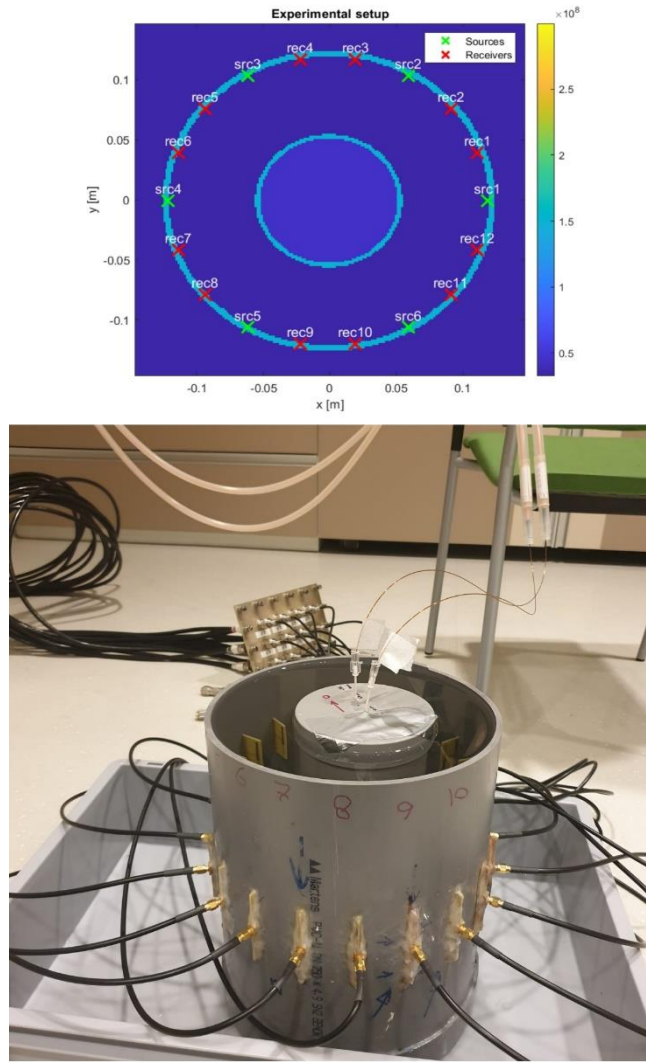 Experimental setup
×10⁸
Sources
Receivers
rec4
rec3
src3
src2
rec5
rec2
rec6
rec1
src4
src1
rec7
rec12
rec8
rec11
src5
src6
rec9
rec10
0.1
0.05
0
-0.05
-0.1
y [m]
-0.1
-0.05
0
0.05
0.1
x [m]
3
2.5
2
1.5
1
0.5
6
7
8
9
10
Martens